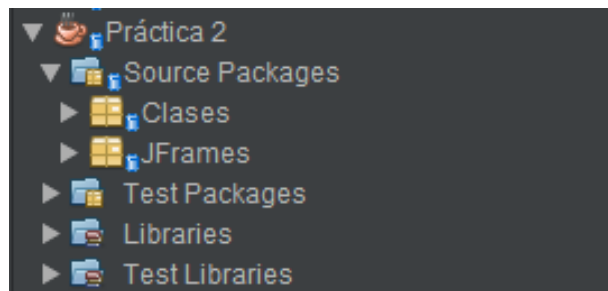 Práctica 2
Source Packages
Clases
JFrames
Test Packages
Libraries
Test Libraries